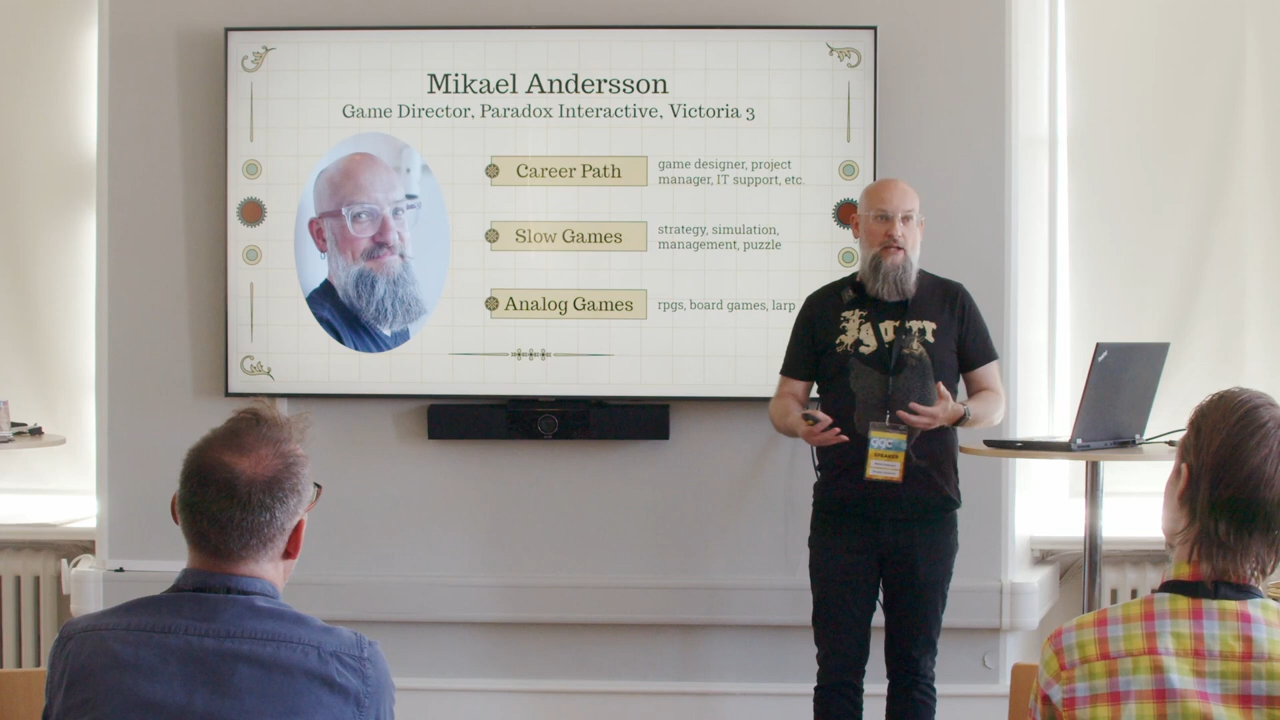 Mikael Andersson
Game Director, Paradox Interactive, Victoria 3
Career Path
game designer, project
manager, IT support, etc.
Slow Games
strategy, simulation,
management, puzzle
Analog Games
rpgs, board games, larp
SPEAKER